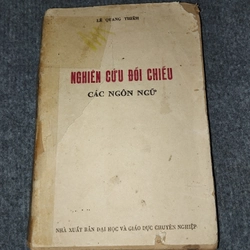 LÊ QUANG THIÊM
NGHIÊN CỨU ĐỐI CHIẾU
CÁC NGÔN NGỮ
NHÀ XUẤT BẢN ĐẠI HỌC VÀ GIÁO DỤC CHUYÊN NGHIỆP